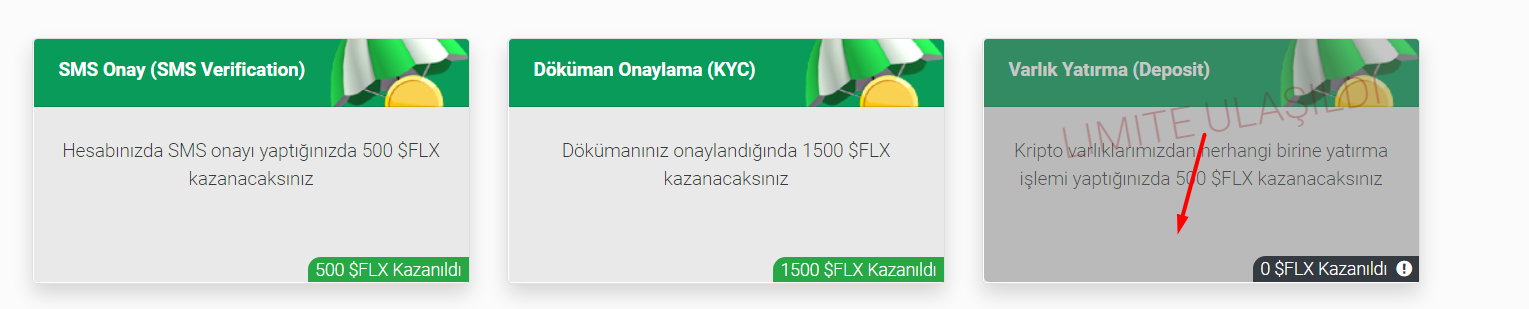 SMS Onay (SMS Verification)
Hesabınızda SMS onayı yaptığınızda 500 $FLX
kazanacaksınız
500 $FLX Kazanıldı
Döküman Onaylama (KYC)
Dökümanınız onaylandığında 1500 $FLX
kazanacaksınız
1500 $FLX Kazanıldı
Varlık Yatırma (Deposit)
LIMITE ULAŞILDI
Kripto varlıklarımızdan herhangi birine yatırma
işlemi yaptığınızda 500 $FLX kazanacaksınız
0 $FLX Kazanıldı